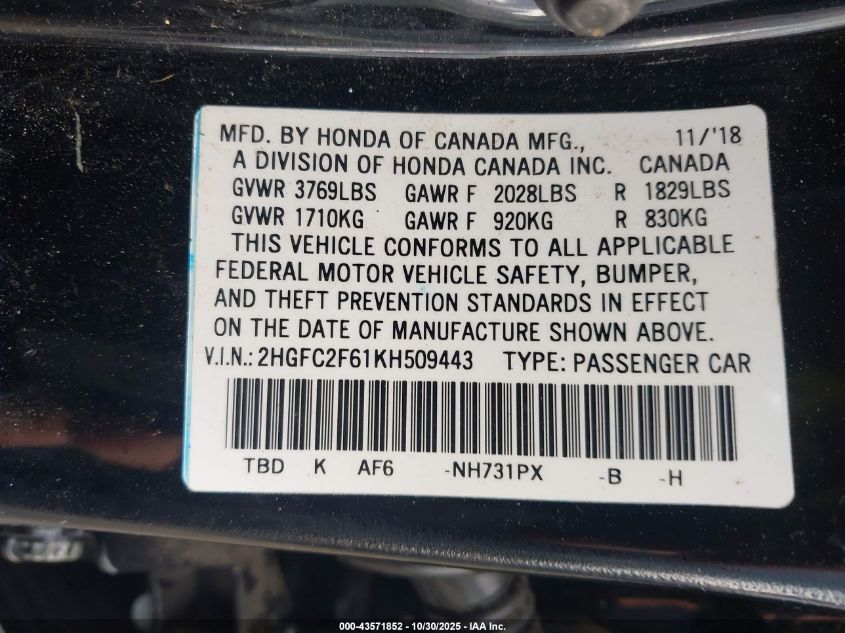 MFD. BY HONDA OF CANADA MFG., 11/'18
A DIVISION OF HONDA CANADA INC. CANADA
GVWR 3769LBS GAWR F 2028LBS R 1829LBS
GVWR 1710KG GAWR F 920KG R 830KG
THIS VEHICLE CONFORMS TO ALL APPLICABLE
FEDERAL MOTOR VEHICLE SAFETY, BUMPER,
AND THEFT PREVENTION STANDARDS IN EFFECT
ON THE DATE OF MANUFACTURE SHOWN ABOVE.
V.I.N.: 2HGFC2F61KH509443 TYPE: PASSENGER CAR
TBD K AF6 -NH731PX -B -H
000-43571852 - 10/30/2025 - IAA Inc.